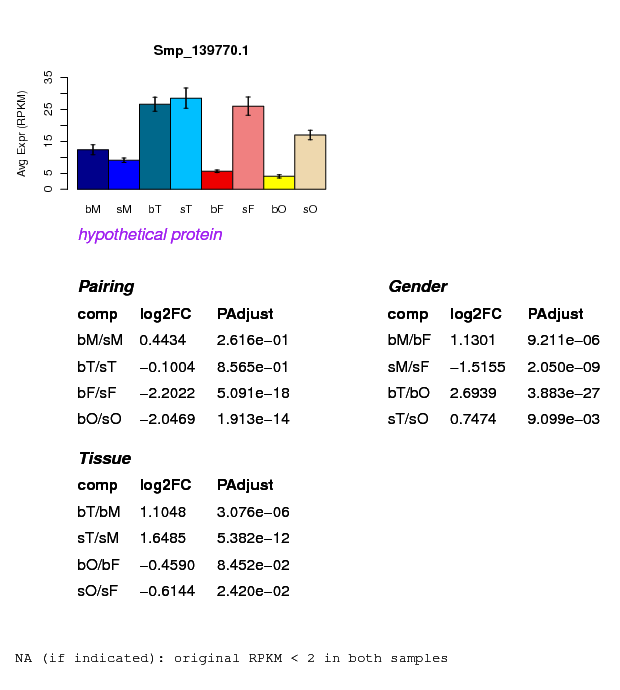 Smp_139770.1
Avg Expr (RPKM)
35
25
15
5
0
bM sM bT sT bF sF bO sO
hypothetical protein
Pairing
comp log2FC PAdjust
bM/sM 0.4434 2.616e−01
bT/sT −0.1004 8.565e−01
bF/sF −2.2022 5.091e−18
bO/sO −2.0469 1.913e−14
Gender
comp log2FC PAdjust
bM/bF 1.1301 9.211e−06
sM/sF −1.5155 2.050e−09
bT/bO 2.6939 3.883e−27
sT/sO 0.7474 9.099e−03
Tissue
comp log2FC PAdjust
bT/bM 1.1048 3.076e−06
sT/sM 1.6485 5.382e−12
bO/bF −0.4590 8.452e−02
sO/sF −0.6144 2.420e−02
NA (if indicated): original RPKM < 2 in both samples